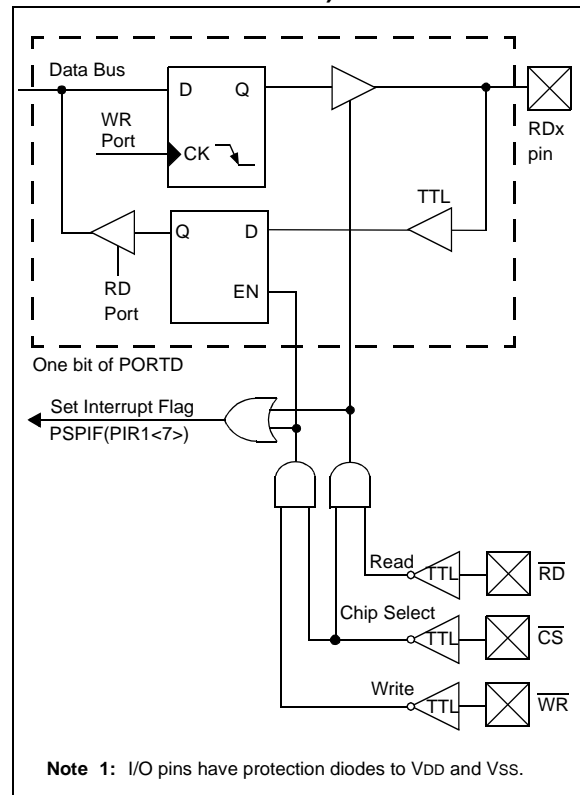 Data Bus
D Q
WR
Port
CK
RDx
pin
TTL
Q D
RD
Port
EN
One bit of PORTD
Set Interrupt Flag
PSPIF(PIR1<7>)
Read
TTL
RD
Chip Select
TTL
CS
Write
TTL
WR
Note 1: I/O pins have protection diodes to VDD and VSS.